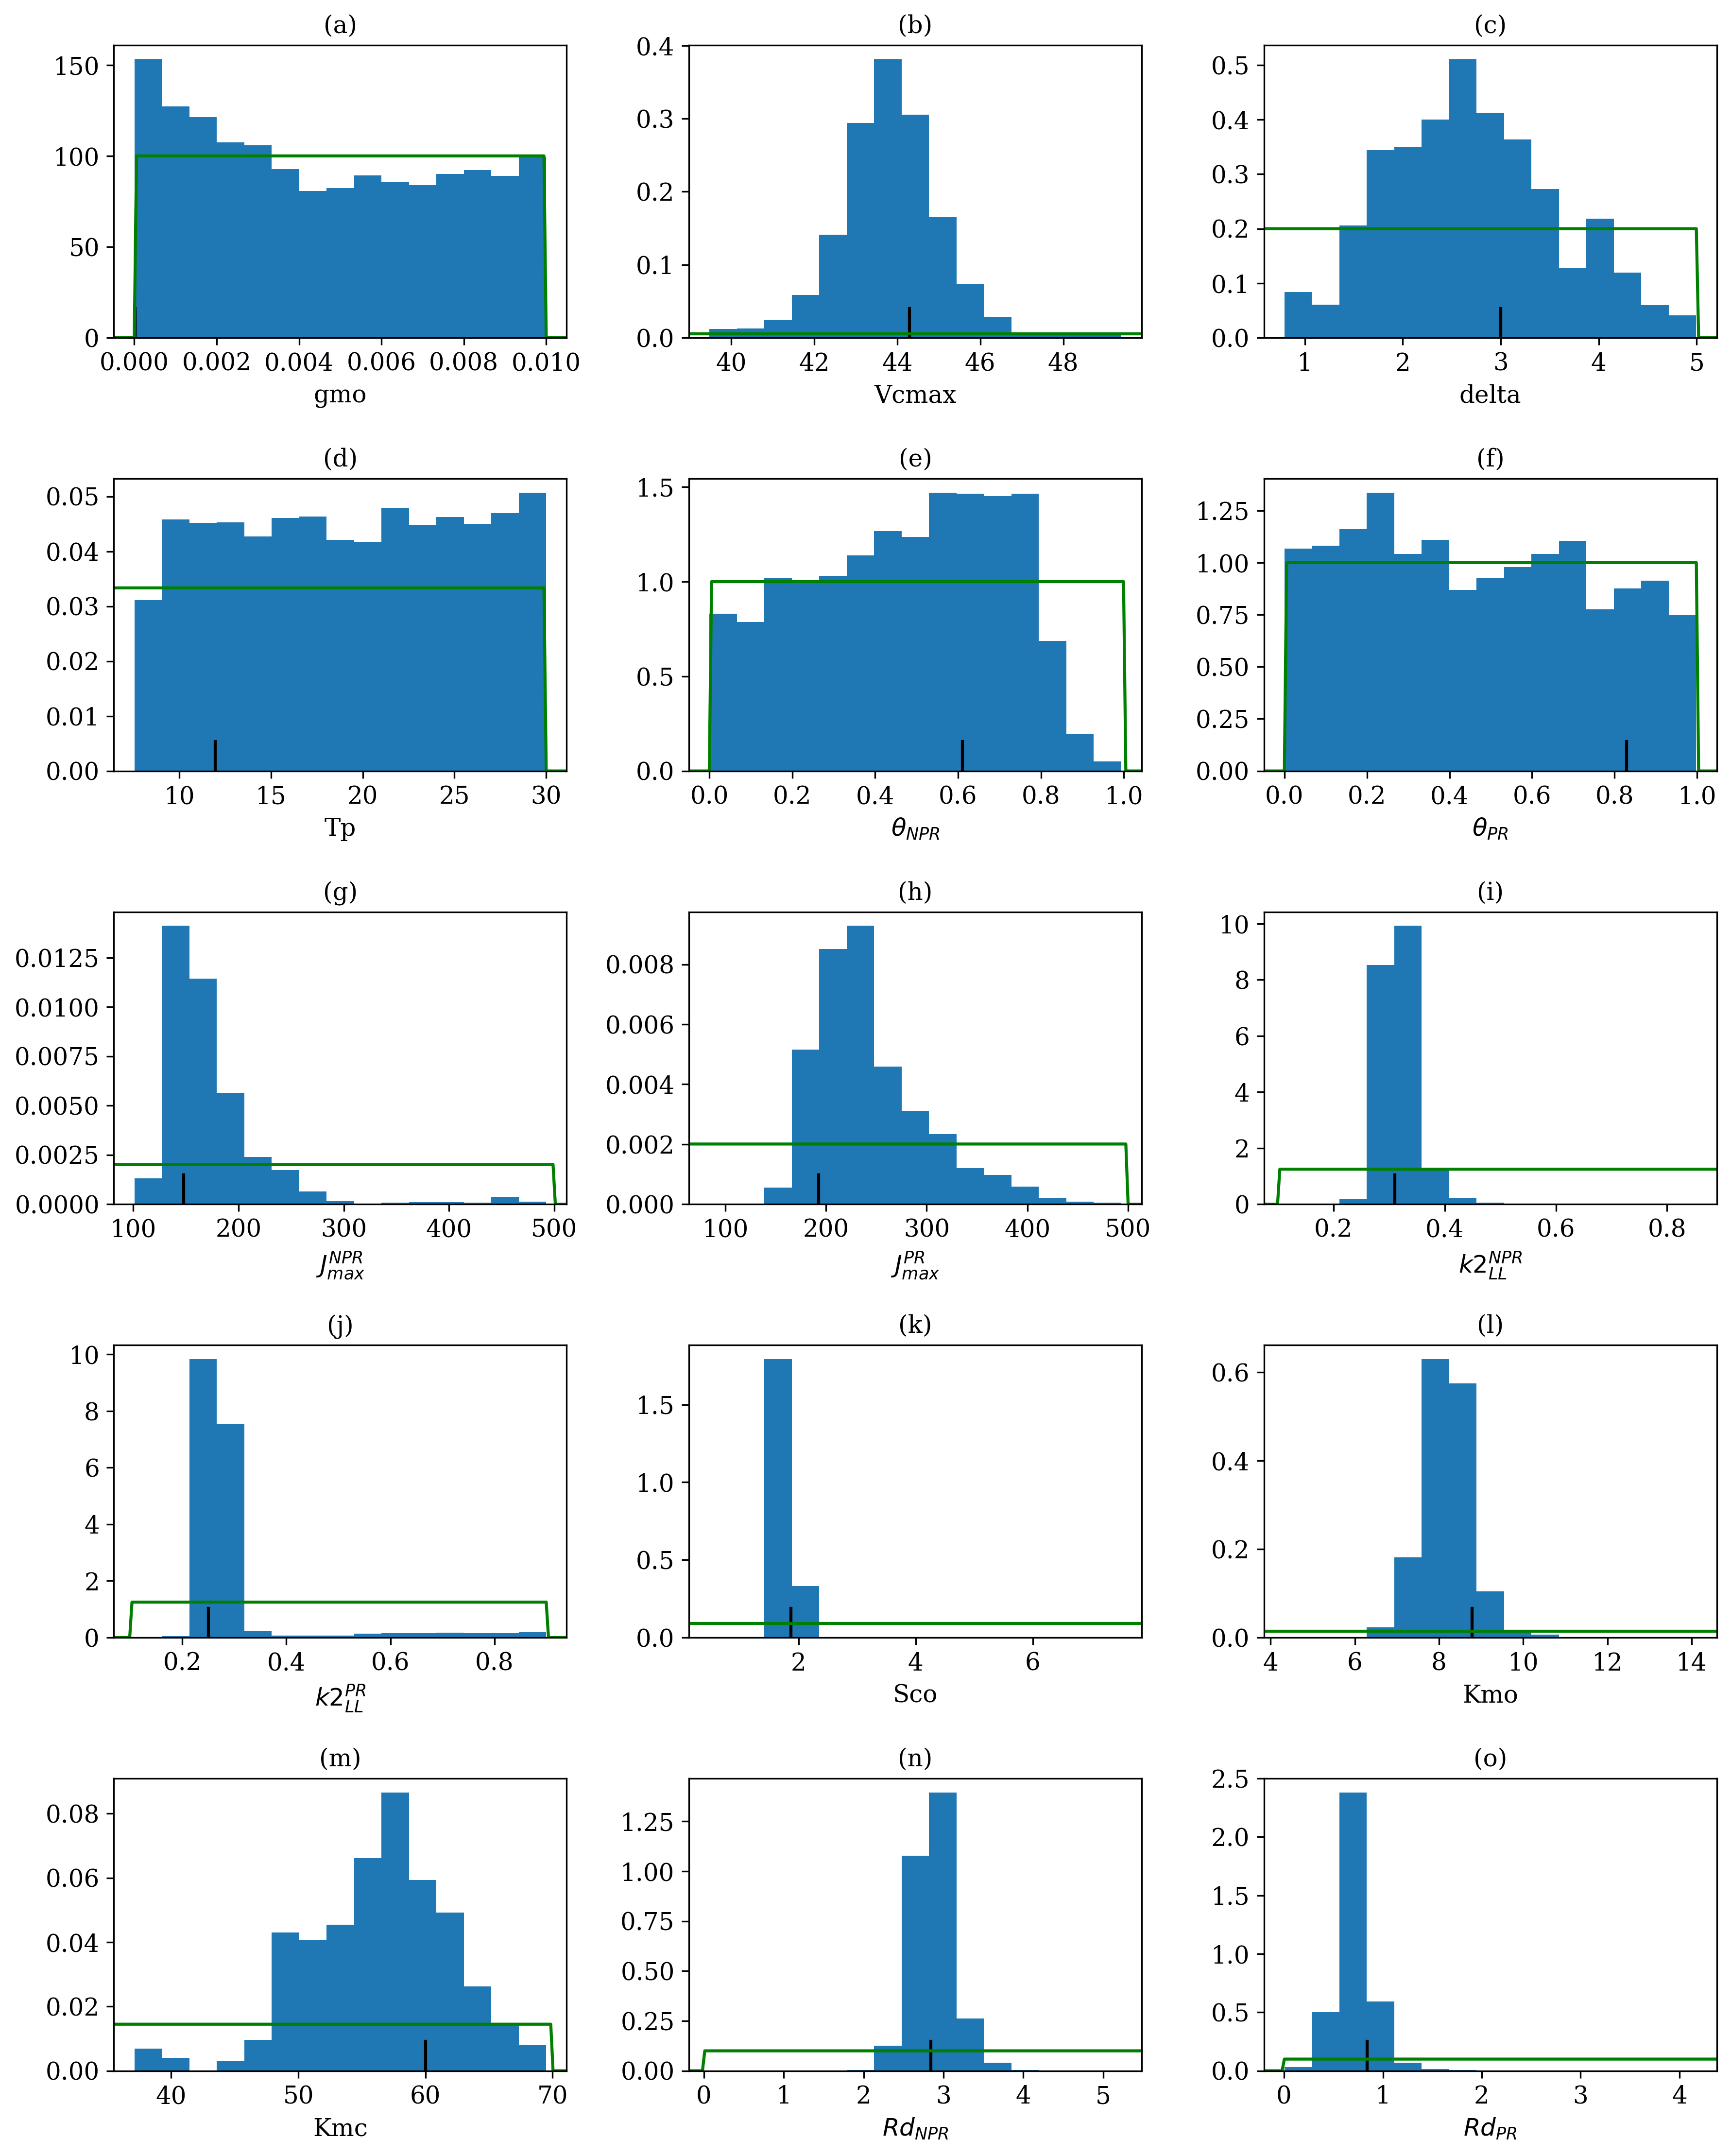 (a) (b) (c)
150 100 50 0
0.000 0.002 0.004 0.006 0.008 0.010
gmo
0.4 0.3 0.2 0.1 0.0
40 42 44 46 48
Vcmax
0.5 0.4 0.3 0.2 0.1 0.0
1 2 3 4 5
delta
(d) (e) (f)
0.05 0.04 0.03 0.02 0.01 0.00
10 15 20 25 30
Tp
1.5 1.0 0.5 0.0
0.0 0.2 0.4 0.6 0.8 1.0
θ_NPR
1.25 1.00 0.75 0.50 0.25 0.00
0.0 0.2 0.4 0.6 0.8 1.0
θ_PR
(g) (h) (i)
0.0125 0.0100 0.0075 0.0050 0.0025 0.0000
100 200 300 400 500
J_max^NPR
0.008 0.006 0.004 0.002 0.000
100 200 300 400 500
J_max^PR
10 8 6 4 2 0
0.2 0.4 0.6 0.8
k2_LL^NPR
(j) (k) (l)
10 8 6 4 2 0
0.2 0.4 0.6 0.8
k2_LL^PR
1.5 1.0 0.5 0.0
2 4 6
Sco
0.6 0.4 0.2 0.0
4 6 8 10 12 14
Kmo
(m) (n) (o)
0.08 0.06 0.04 0.02 0.00
40 50 60 70
Kmc
1.25 1.00 0.75 0.50 0.25 0.00
0 1 2 3 4 5
Rd_NPR
2.5 2.0 1.5 1.0 0.5 0.0
0 1 2 3 4
Rd_PR